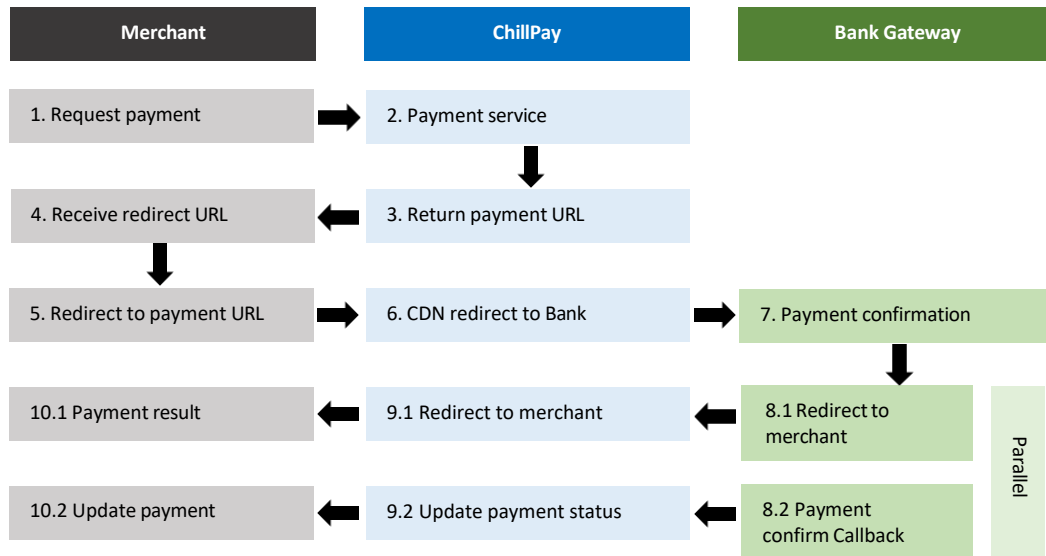 Merchant
ChillPay
Bank Gateway
1. Request payment
2. Payment service
4. Receive redirect URL
3. Return payment URL
5. Redirect to payment URL
6. CDN redirect to Bank
7. Payment confirmation
10.1 Payment result
9.1 Redirect to merchant
8.1 Redirect to
merchant
Parallel
10.2 Update payment
9.2 Update payment status
8.2 Payment
confirm Callback